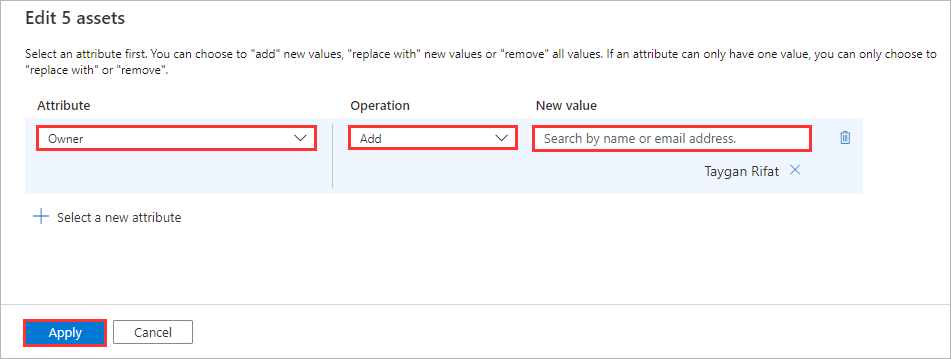 Edit 5 assets
Select an attribute first. You can choose to "add" new values, "replace with" new values or "remove" all values. If an attribute can only have one value, you can only choose to
"replace with" or "remove".
Attribute
Operation
New value
Owner
Add
Search by name or email address.
Taygan Rifat
Select a new attribute
Apply
Cancel